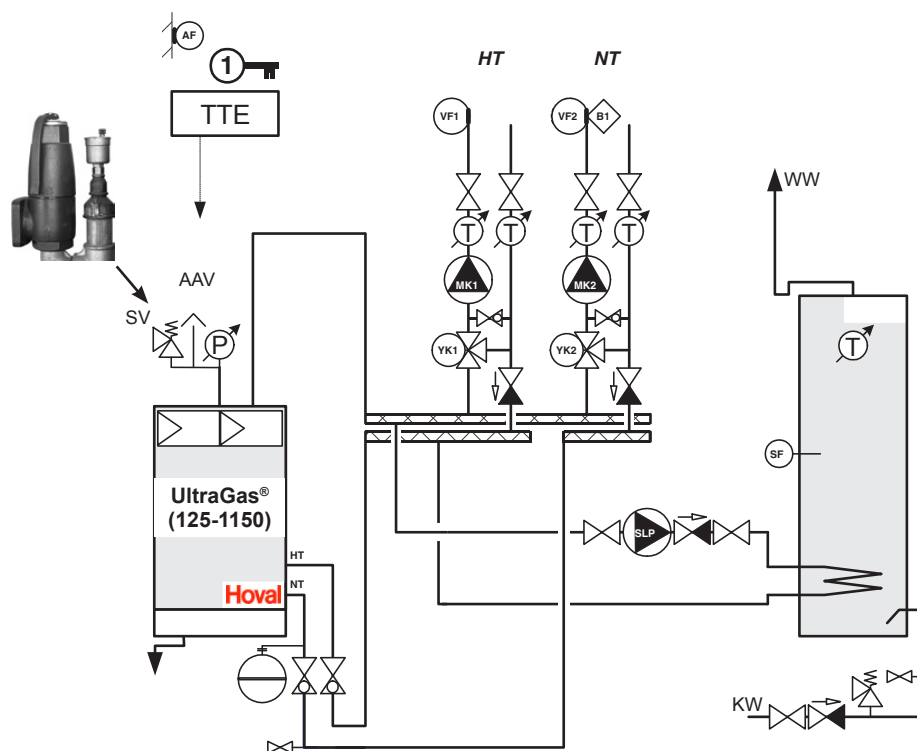 AF
HT
NT
1
TTE
VF1
VF2
B1
WW
T
T
T
T
AAV
MK1
MK2
SV
P
T
YK1
YK2
SF
UltraGas®
(125-1150)
SLP
HT
NT
Hoval
KW